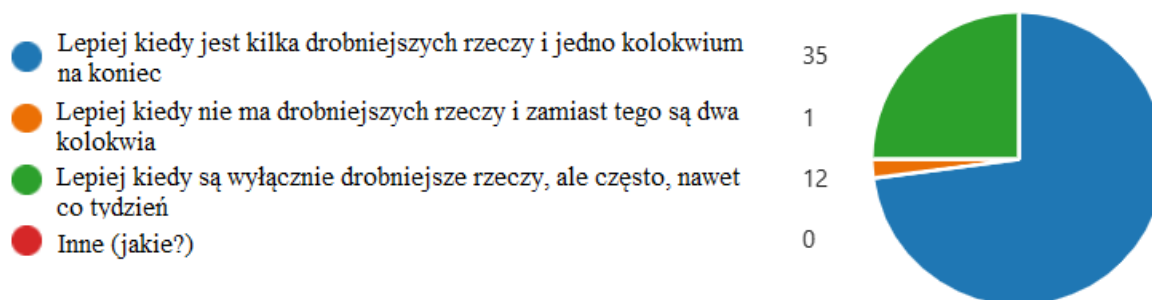 Lepiej kiedy jest kilka drobniejszych rzeczy i jedno kolokwium
na koniec
35
Lepiej kiedy nie ma drobniejszych rzeczy i zamiast tego są dwa
kolokwia
1
Lepiej kiedy są wyłącznie drobniejsze rzeczy, ale często, nawet
co tydzień
12
Inne (jakie?)
0